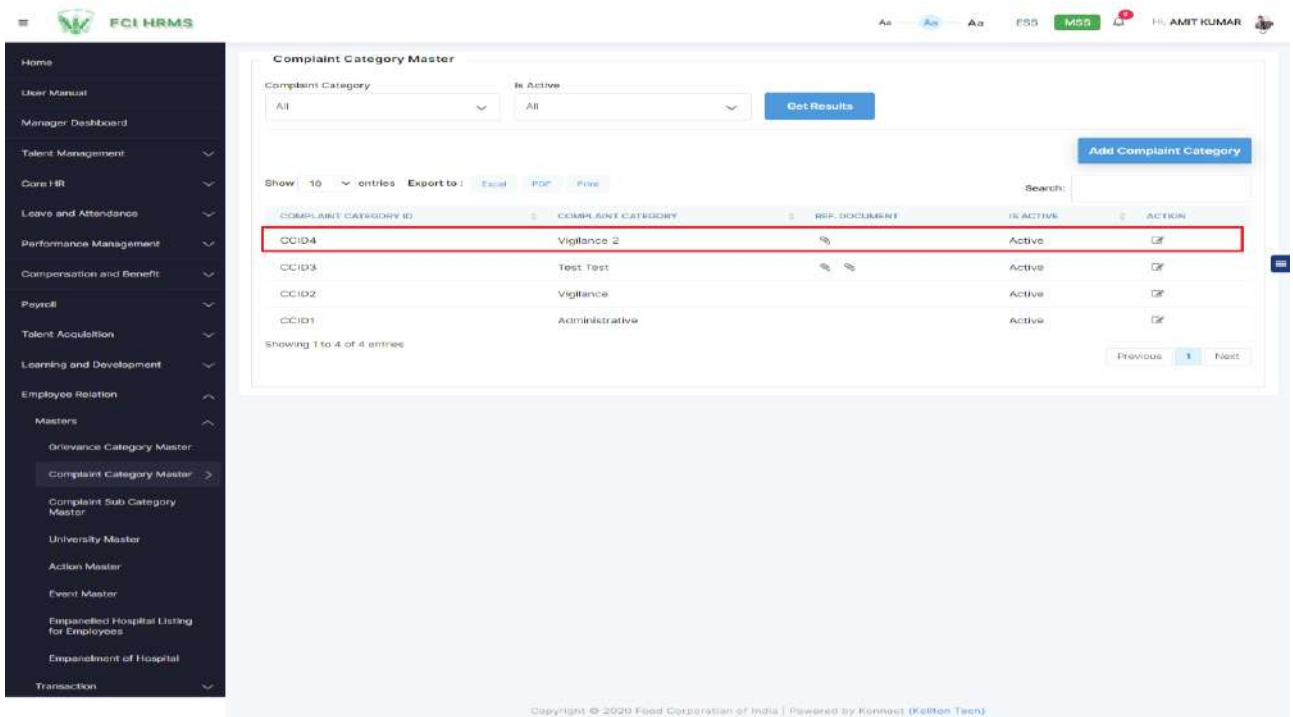 FCI HRMS
Aa Aa Aa ESS MSS Hi, AMIT KUMAR
Home
User Manual
Manager Dashboard
Talent Management
Core HR
Leave and Attendance
Performance Management
Compensation and Benefit
Payroll
Talent Acquisition
Learning and Development
Employee Relation
Masters
Grievance Category Master
Complaint Category Master
Complaint Sub Category
Master
University Master
Action Master
Event Master
Empanelled Hospital Listing
for Employees
Empanelment of Hospital
Transaction
Complaint Category Master
Complaint Category Is Active
All All Get Results
Add Complaint Category
Show 10 entries Export to : Excel PDF Print Search:
COMPLAINT CATEGORY ID COMPLAINT CATEGORY REF. DOCUMENT IS ACTIVE ACTION
CCID4 Vigilance 2 Active
CCID3 Test Test Active
CCID2 Vigilance Active
CCID1 Administrative Active
Showing 1 to 4 of 4 entries
Previous 1 Next
Copyright © 2020 Food Corporation of India | Powered by Konnect (Kellton Tech)